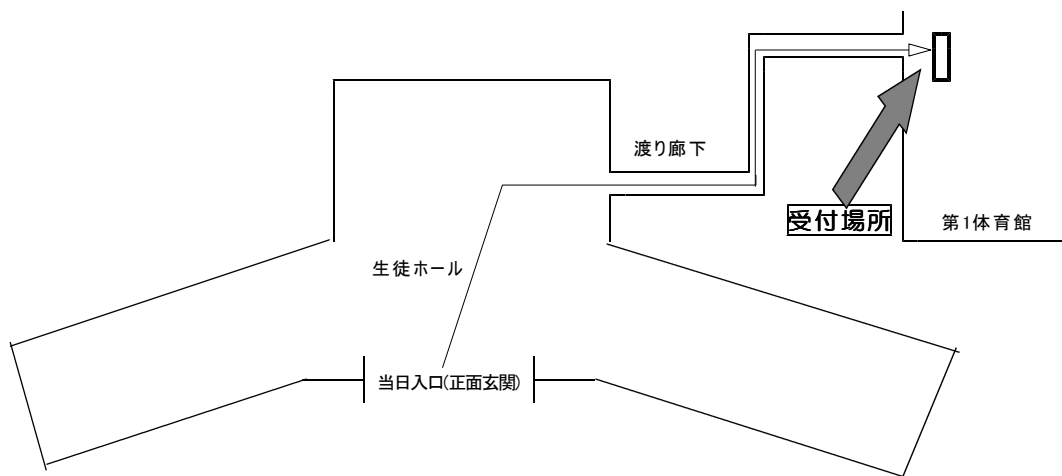 渡り廊下
受付場所
第1体育館
生徒ホール
当日入口(正面玄関)